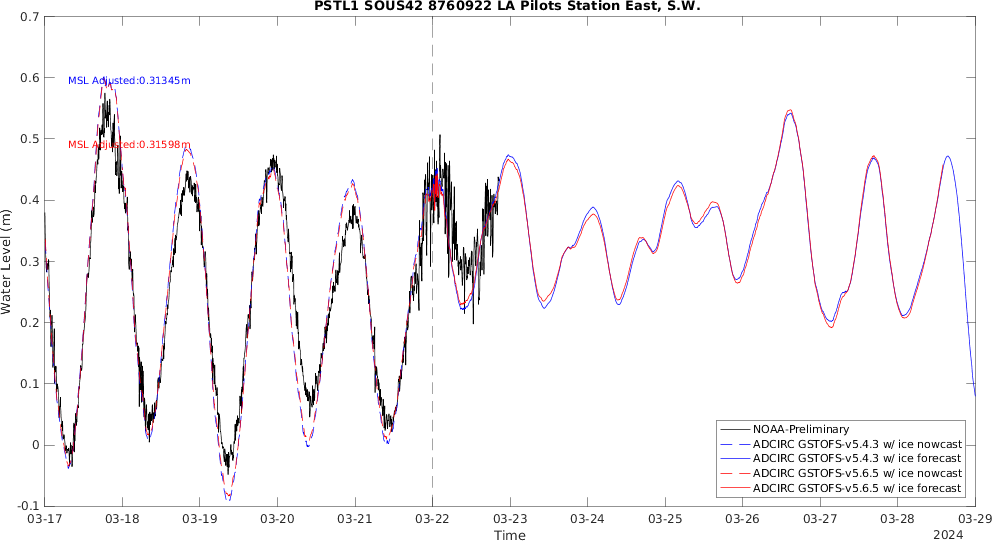 PSTL1 SOUS42 8760922 LA Pilots Station East, S.W.
Water Level (m)
0.7
0.6
0.5
0.4
0.3
0.2
0.1
0
-0.1
MSL Adjusted:0.31345m
MSL Adjusted:0.31598m
NOAA-Preliminary
ADCIRC GSTOFS-v5.4.3 w/ ice nowcast
ADCIRC GSTOFS-v5.4.3 w/ ice forecast
ADCIRC GSTOFS-v5.6.5 w/ ice nowcast
ADCIRC GSTOFS-v5.6.5 w/ ice forecast
03-17 03-18 03-19 03-20 03-21 03-22 03-23 03-24 03-25 03-26 03-27 03-28 03-29
Time
2024